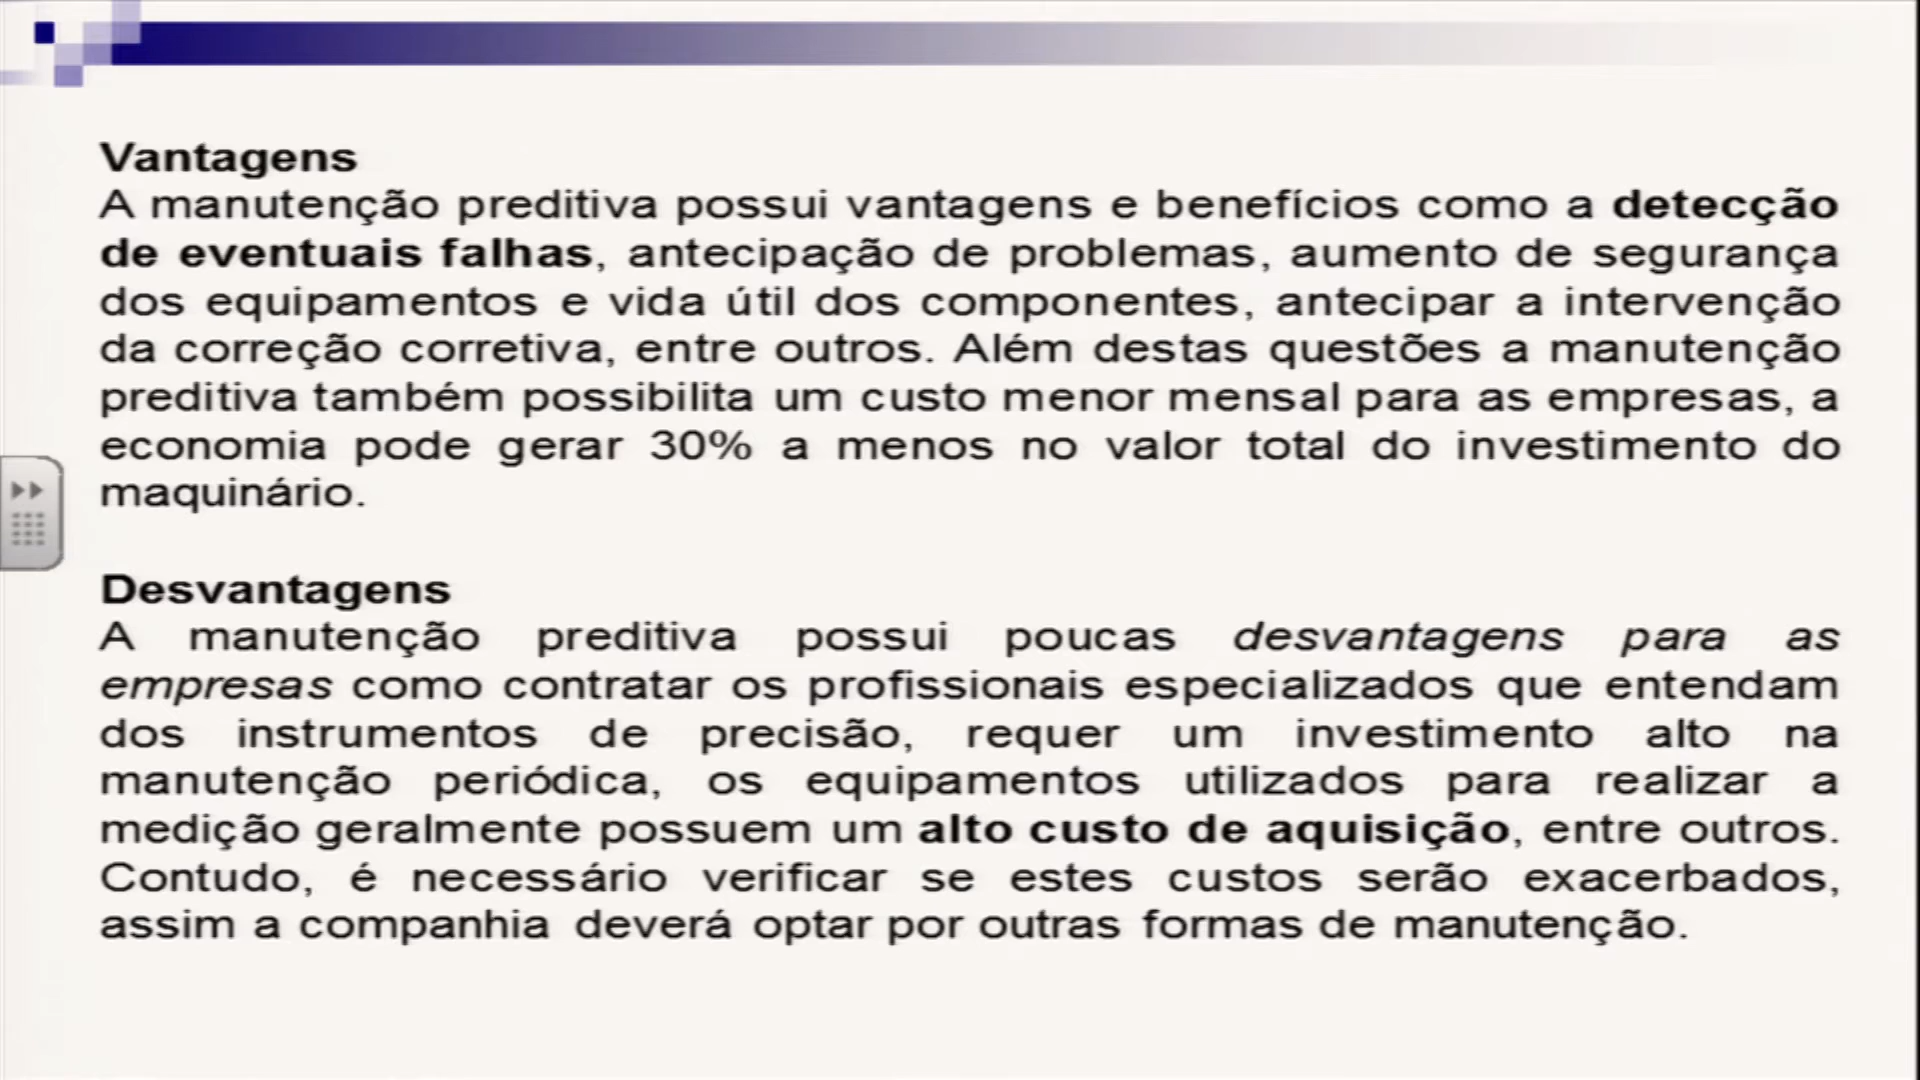 Vantagens
A manutenção preditiva possui vantagens e benefícios como a detecção
de eventuais falhas, antecipação de problemas, aumento de segurança
dos equipamentos e vida útil dos componentes, antecipar a intervenção
da correção corretiva, entre outros. Além destas questões a manutenção
preditiva também possibilita um custo menor mensal para as empresas, a
economia pode gerar 30% a menos no valor total do investimento do
maquinário.
Desvantagens
A manutenção preditiva possui poucas desvantagens para as
empresas como contratar os profissionais especializados que entendam
dos instrumentos de precisão, requer um investimento alto na
manutenção periódica, os equipamentos utilizados para realizar a
medição geralmente possuem um alto custo de aquisição, entre outros.
Contudo, é necessário verificar se estes custos serão exacerbados,
assim a companhia deverá optar por outras formas de manutenção.